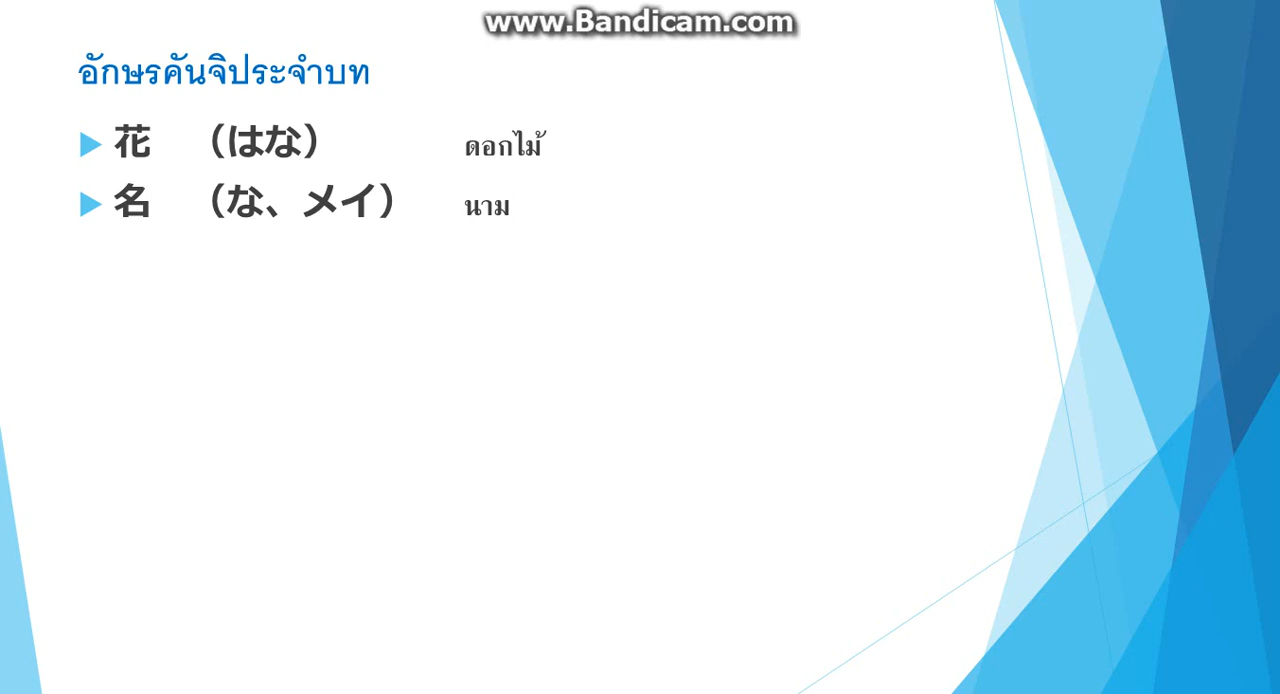 www.Bandicam.com
อักษรคันจิประจำบท
花 （はな） ดอกไม้
名 （な、メイ） นาม